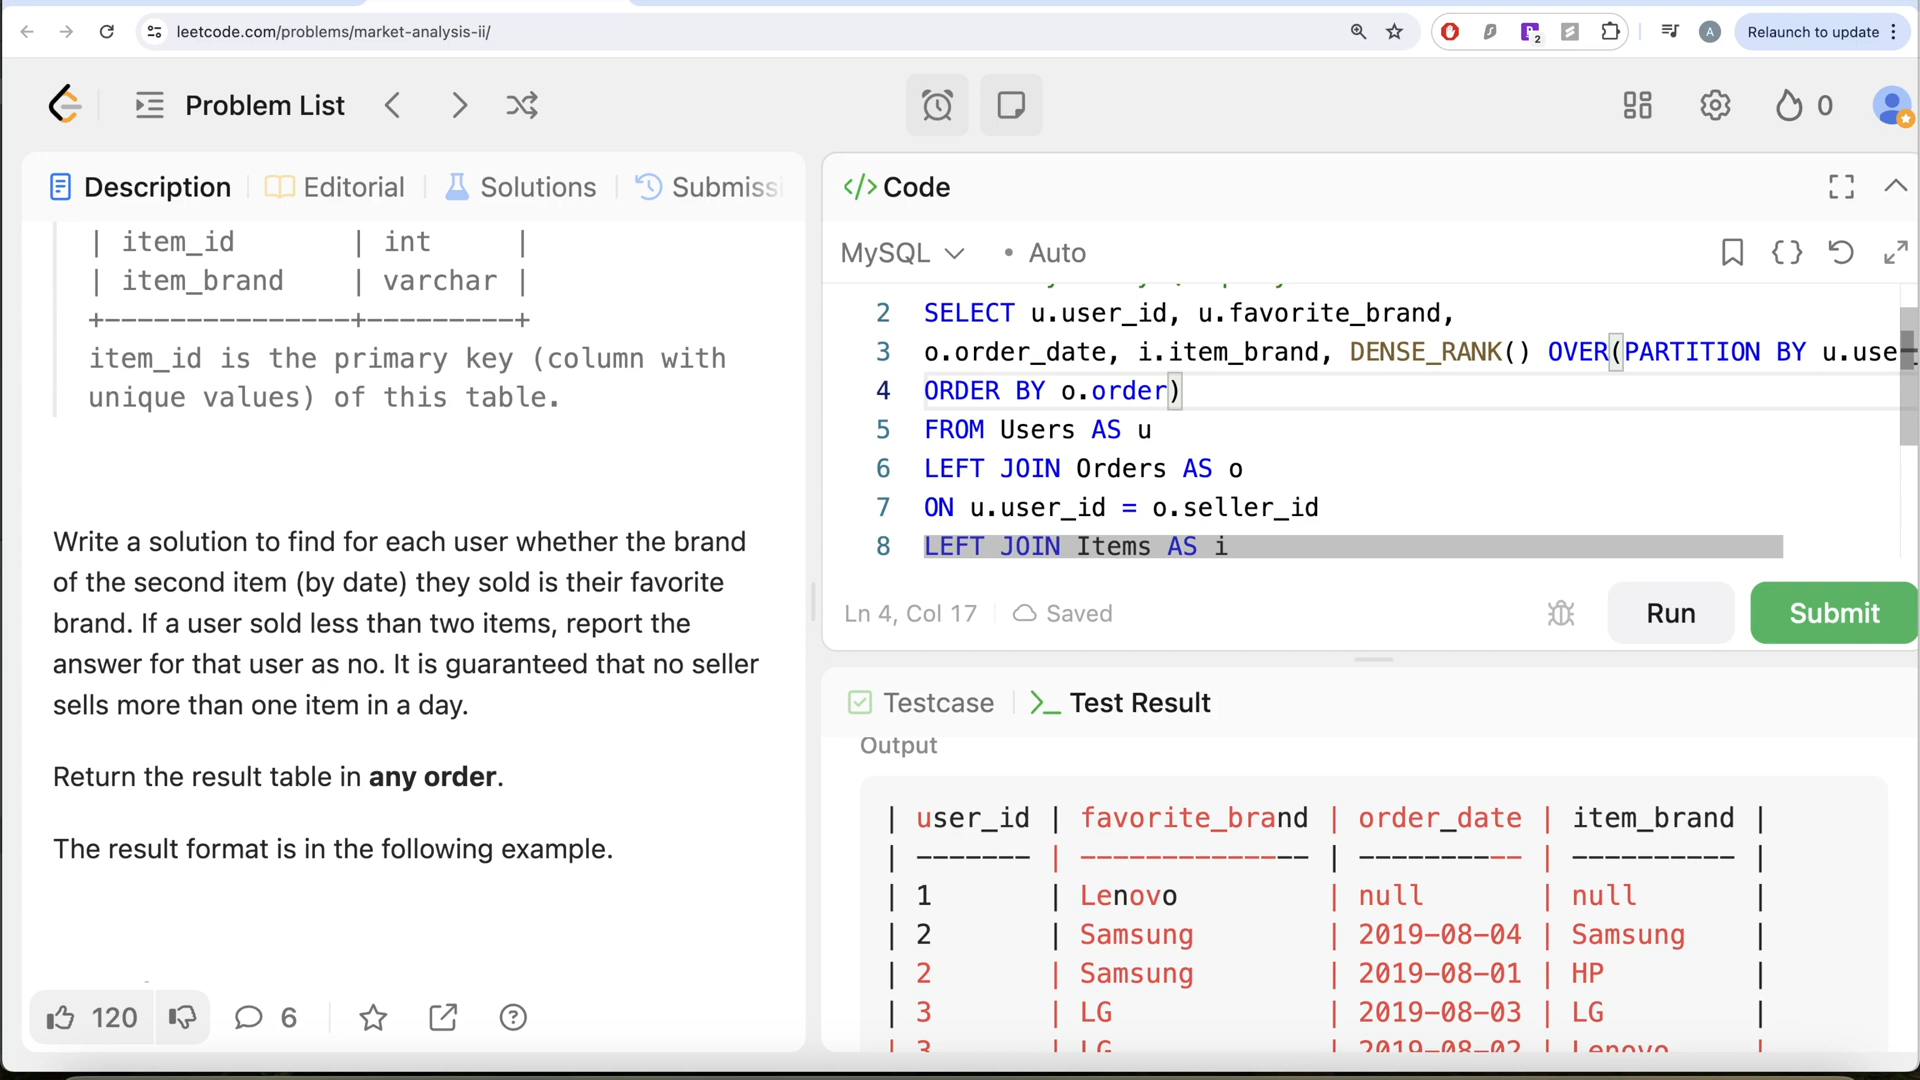 leetcode.com/problems/market-analysis-ii/
2
A
Relaunch to update
Problem List
0
Description
Editorial
Solutions
Submiss
| item_id | int |
| item_brand | varchar |
+---------------+---------+
item_id is the primary key (column with
unique values) of this table.
Write a solution to find for each user whether the brand
of the second item (by date) they sold is their favorite
brand. If a user sold less than two items, report the
answer for that user as no. It is guaranteed that no seller
sells more than one item in a day.
Return the result table in any order.
The result format is in the following example.
120
6
</> Code
MySQL
• Auto
2 SELECT u.user_id, u.favorite_brand,
3 o.order_date, i.item_brand, DENSE_RANK() OVER(PARTITION BY u.use
4 ORDER BY o.order)
5 FROM Users AS u
6 LEFT JOIN Orders AS o
7 ON u.user_id = o.seller_id
8 LEFT JOIN Items AS i
Ln 4, Col 17
Saved
Run
Submit
Testcase
Test Result
Output
| user_id | favorite_brand | order_date | item_brand |
| ------- | -------------- | ---------- | ---------- |
| 1 | Lenovo | null | null |
| 2 | Samsung | 2019-08-04 | Samsung |
| 2 | Samsung | 2019-08-01 | HP |
| 3 | LG | 2019-08-03 | LG |
| 3 | LG | 2019-08-02 | Lenovo |